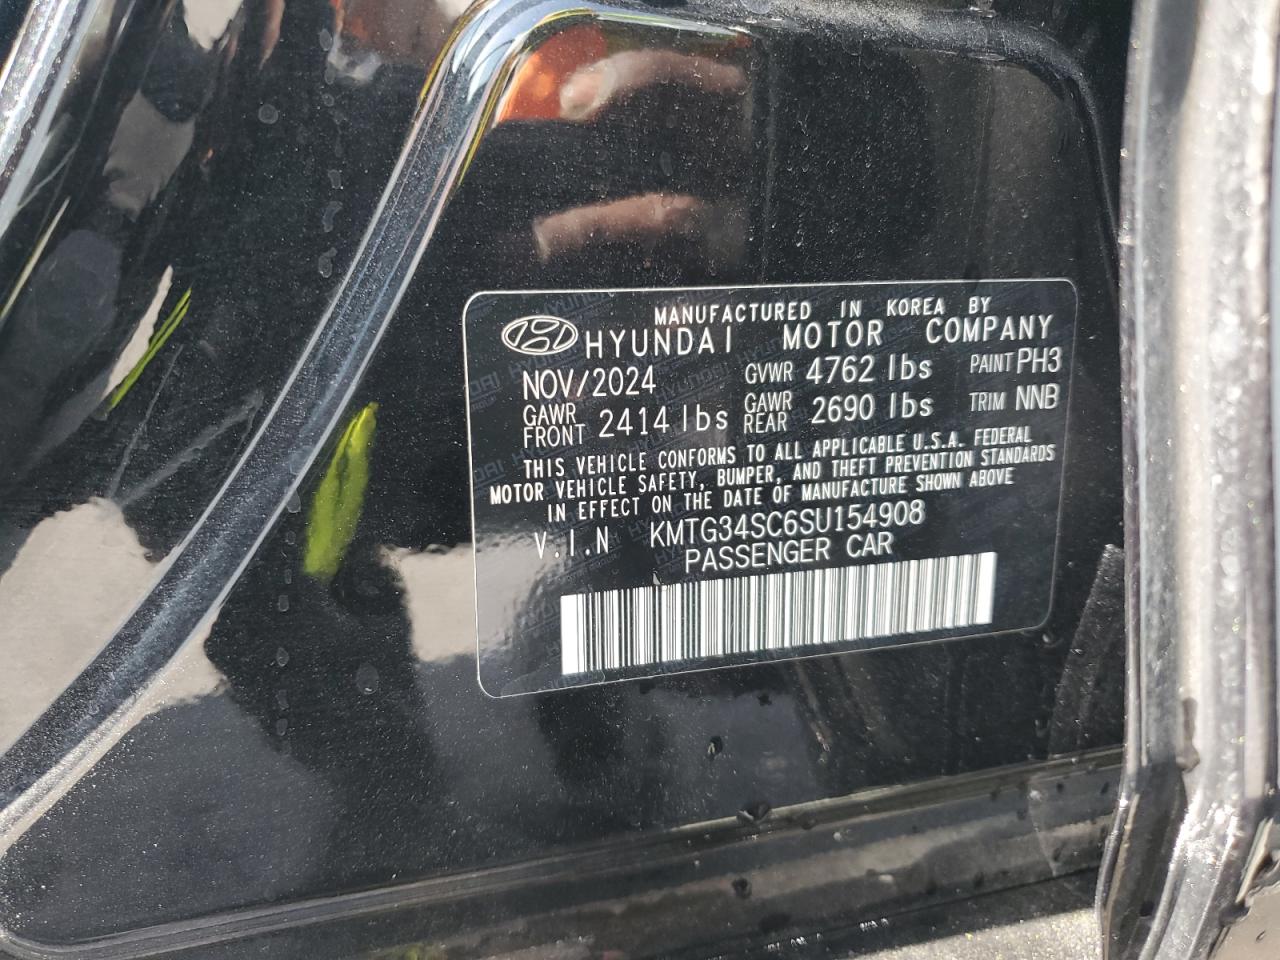 MANUFACTURED IN KOREA BY
HYUNDAI MOTOR COMPANY
NOV/2024 GVWR 4762 lbs PAINT PH3
GAWR FRONT 2414 lbs GAWR REAR 2690 lbs TRIM NNB
THIS VEHICLE CONFORMS TO ALL APPLICABLE U.S.A. FEDERAL
MOTOR VEHICLE SAFETY, BUMPER, AND THEFT PREVENTION STANDARDS
IN EFFECT ON THE DATE OF MANUFACTURE SHOWN ABOVE
V.I.N KMTG34SC6SU154908
PASSENGER CAR